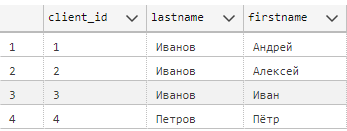 client_id lastname firstname
1 1 Иванов Андрей
2 2 Иванов Алексей
3 3 Иванов Иван
4 4 Петров Пётр